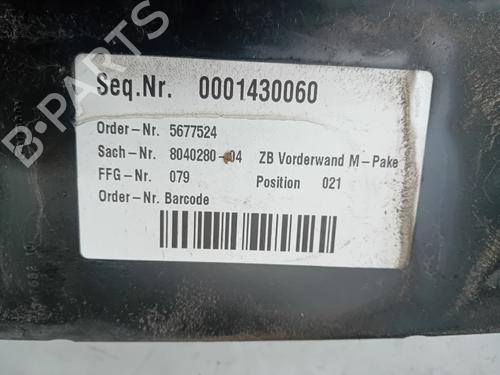 Seq.Nr. 0001430060
Order-Nr. 5677524
Sach-Nr. 8040280-04 ZB Vorderwand M-Pake
FFG-Nr. 079 Position 021
Order-Nr. Barcode
B-PARTS